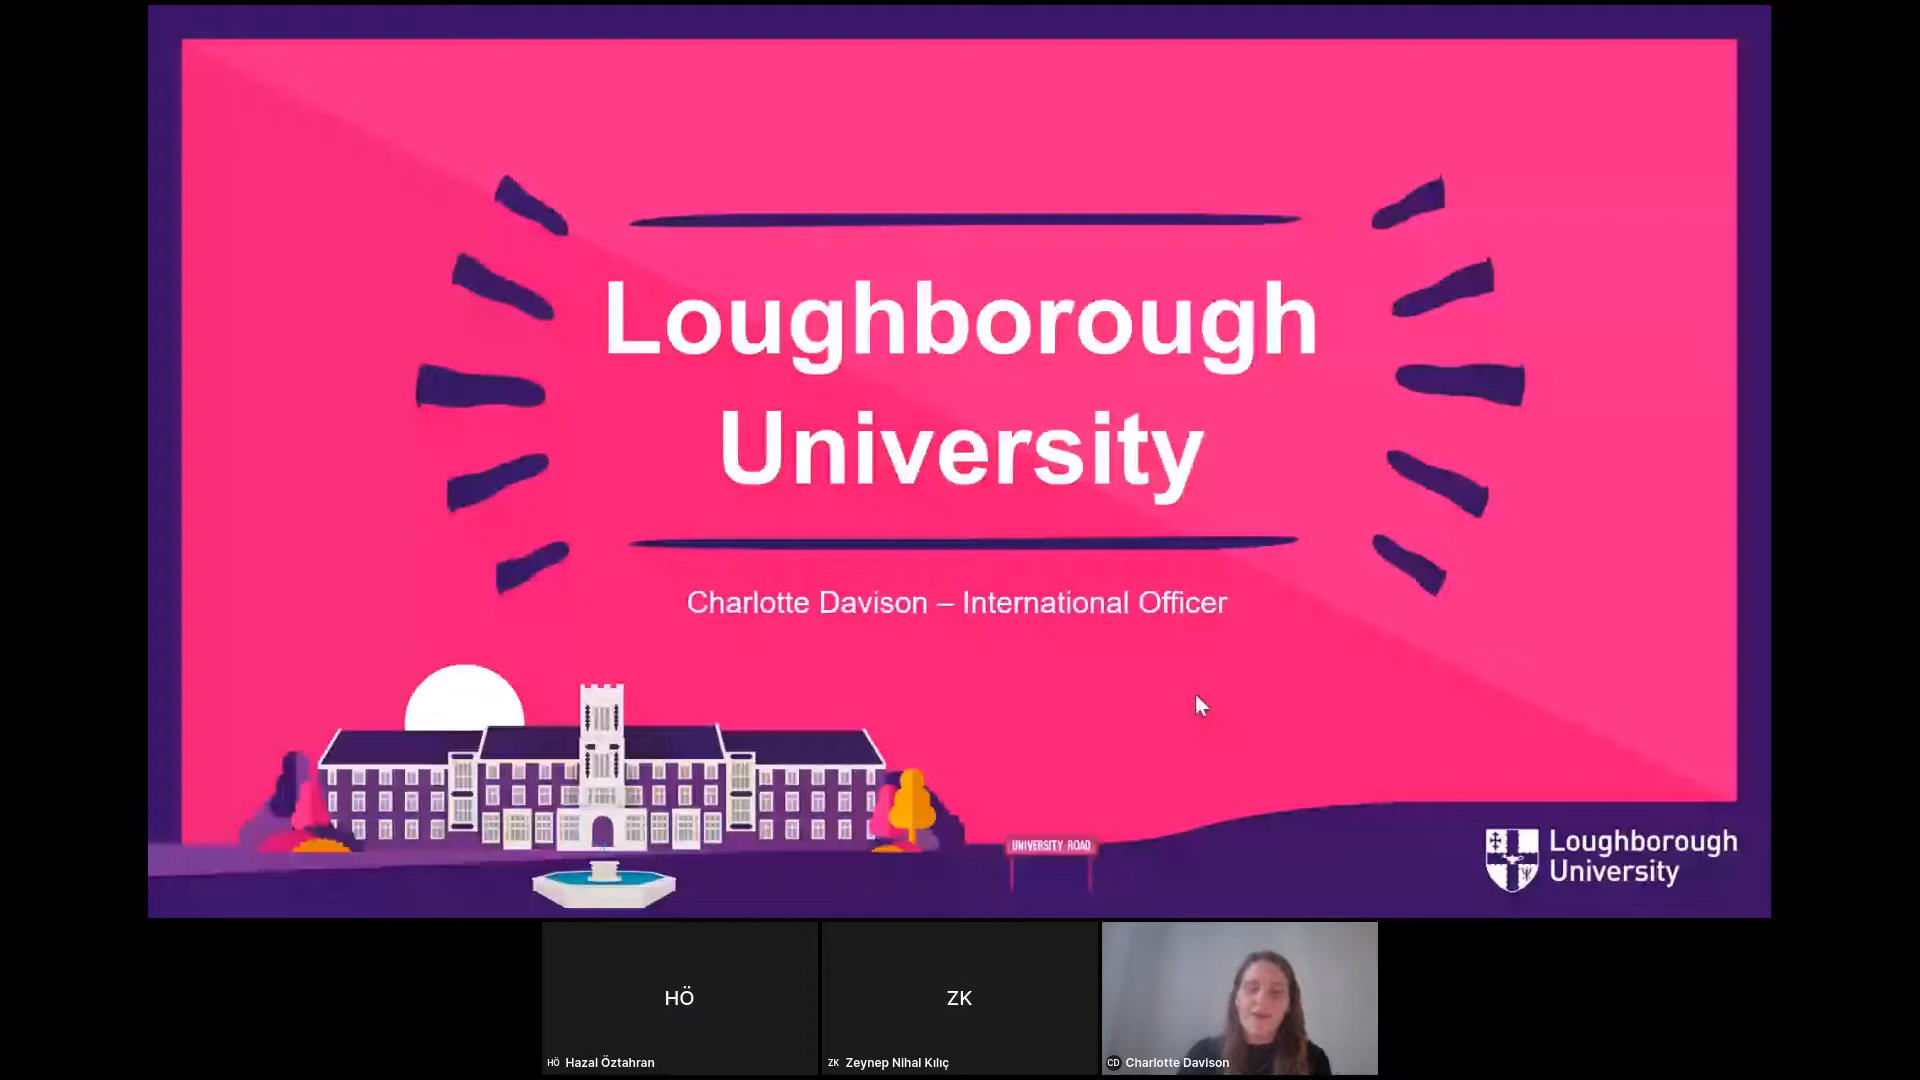 Loughborough
University
Charlotte Davison – International Officer
UNIVERSITY ROAD
Loughborough
University
HÖ
ZK
HÖ Hazal Öztahran
ZK Zeynep Nihal Kılıç
CD Charlotte Davison